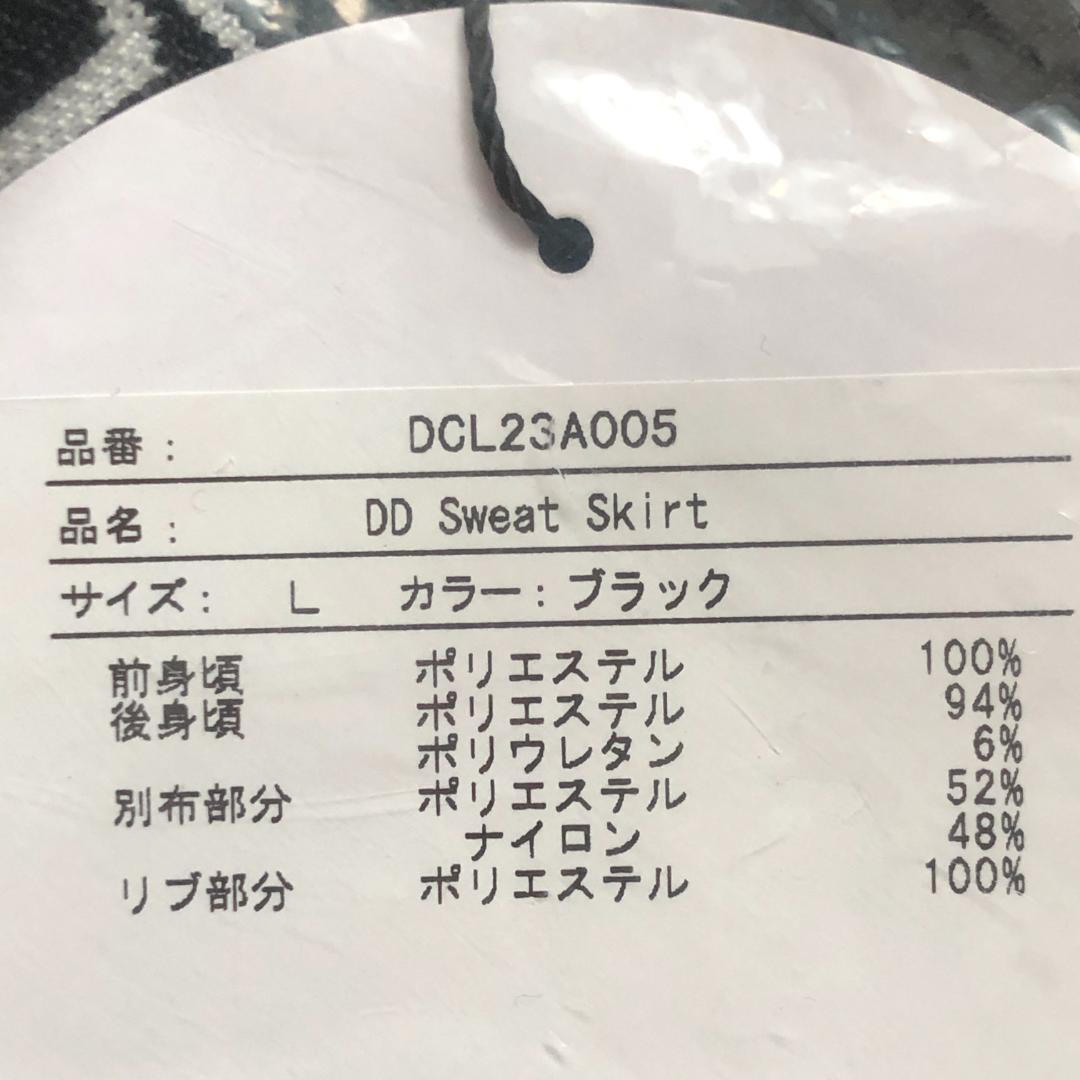 品番: DCL23A005
品名: DD Sweat Skirt
サイズ: L カラー: ブラック
前身頃 ポリエステル 100%
後身頃 ポリエステル 94%
ポリウレタン 6%
別布部分 ポリエステル 52%
ナイロン 48%
リブ部分 ポリエステル 100%